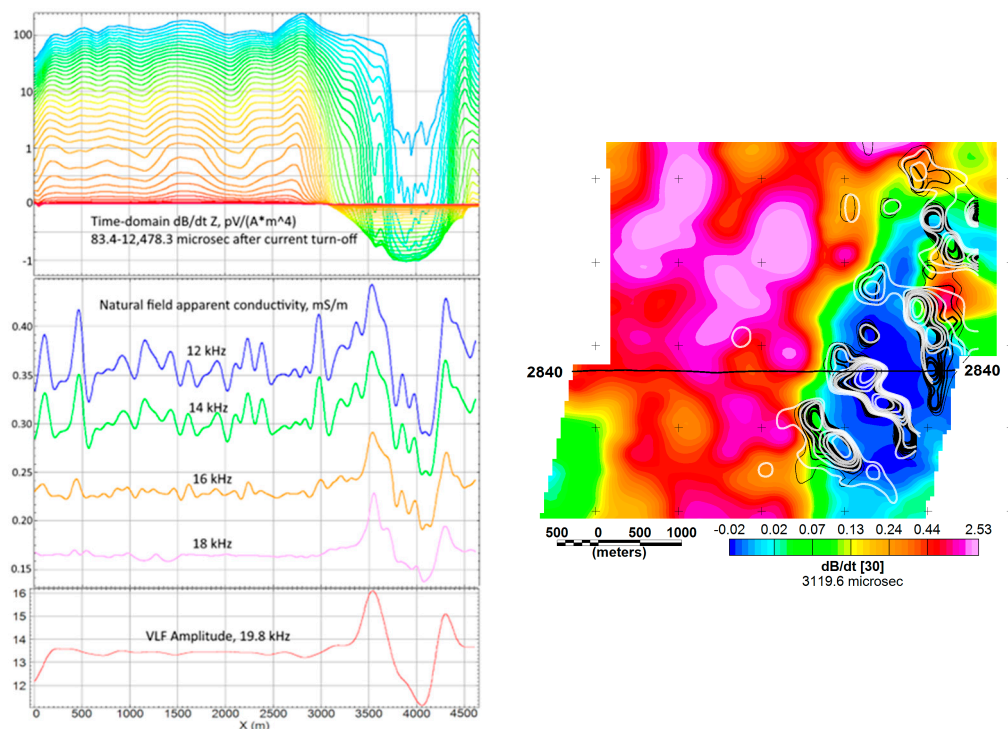 100
10
1
0
-1
Time-domain dB/dt Z, pV/(A*m^4)
83.4-12,478.3 microsec after current turn-off
Natural field apparent conductivity, mS/m
0.40
12 kHz
0.35
14 kHz
0.30
0.25
16 kHz
0.20
18 kHz
0.15
16
15
VLF Amplitude, 19.8 kHz
14
13
12
0 500 1000 1500 2000 2500 3000 3500 4000 4500
X (m)
2840 2840
500 0 500 1000
(meters)
-0.02 0.02 0.07 0.13 0.24 0.44 2.53
dB/dt [30]
3119.6 microsec